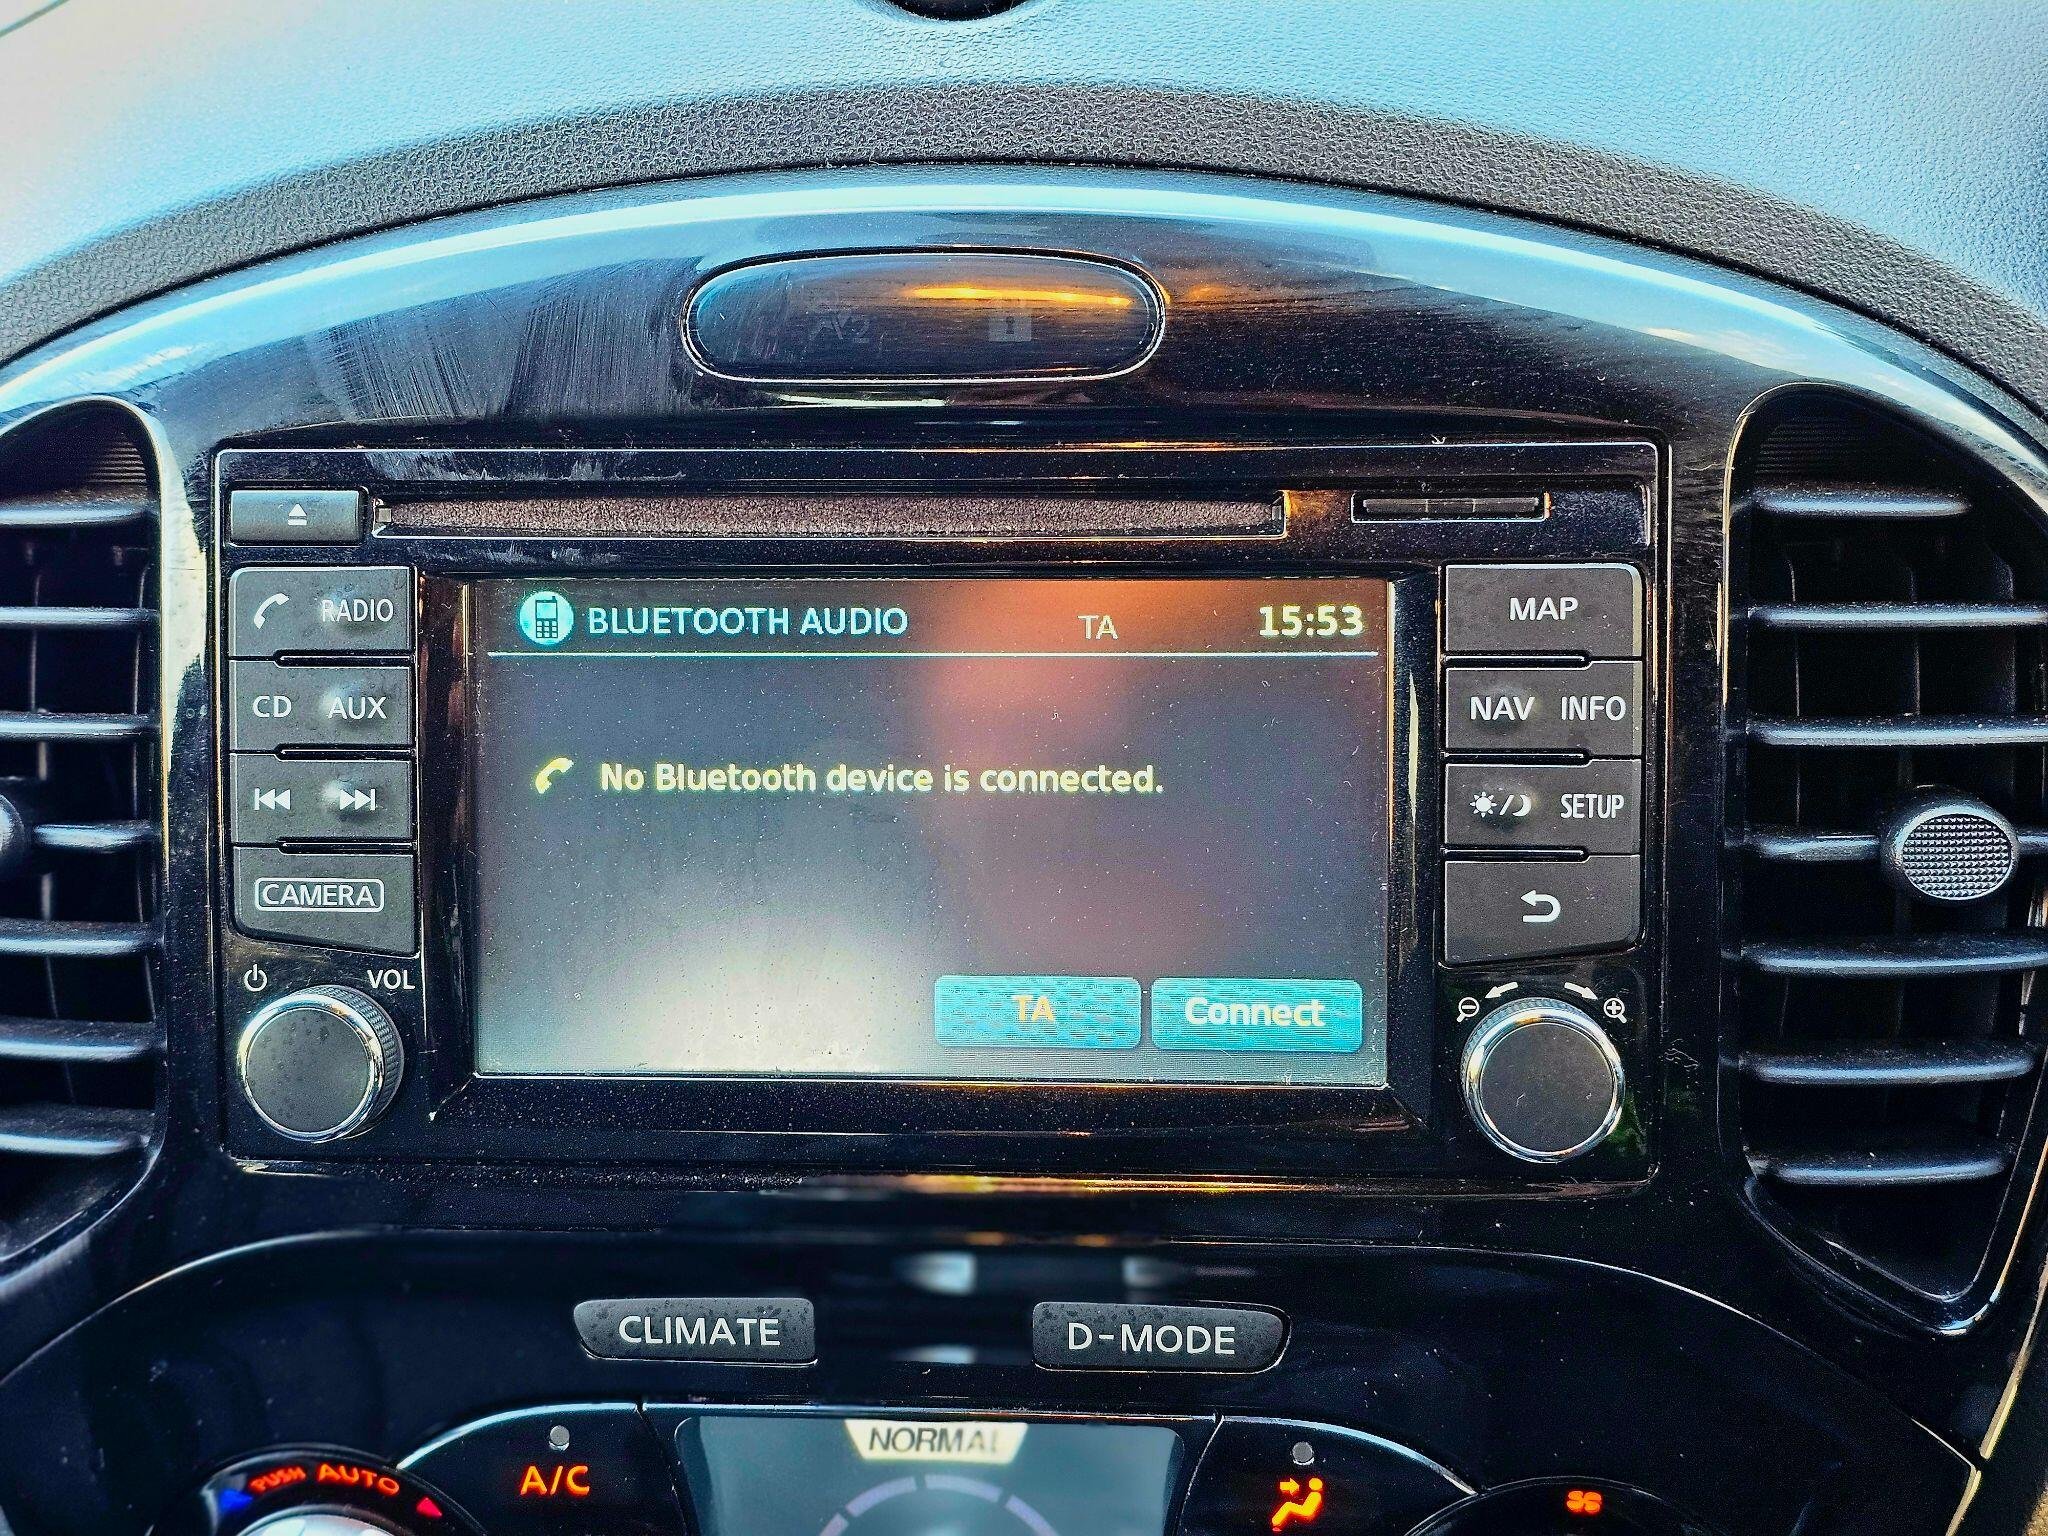 RADIO
CD AUX
CAMERA
VOL
BLUETOOTH AUDIO TA 15:53
No Bluetooth device is connected.
TA Connect
MAP
NAV INFO
SETUP
CLIMATE D-MODE
PUSH AUTO
A/C
NORMAL